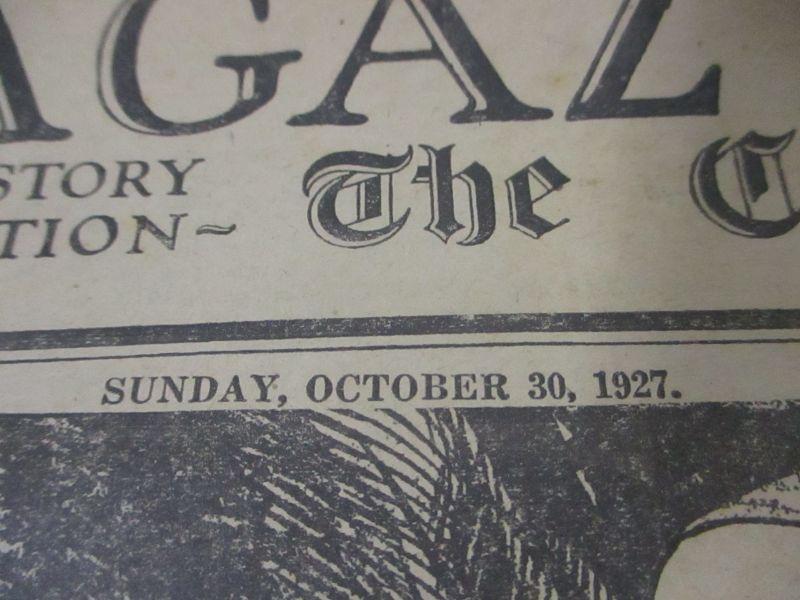 AGAZ
STORY
TION~ The C
SUNDAY, OCTOBER 30, 1927.